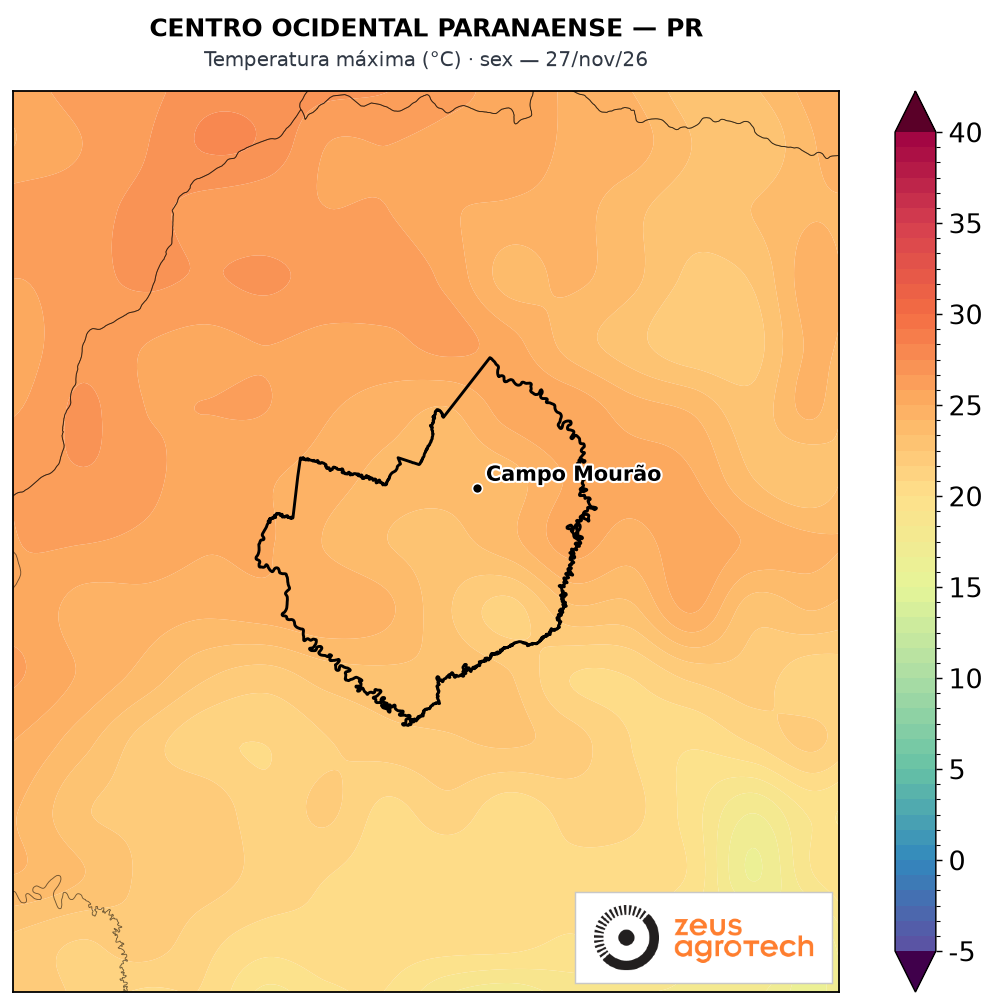 CENTRO OCIDENTAL PARANAENSE — PR
Temperatura máxima (°C) · sex — 27/nov/26
Campo Mourão
40
35
30
25
20
15
10
5
0
-5
zeus
agrotech